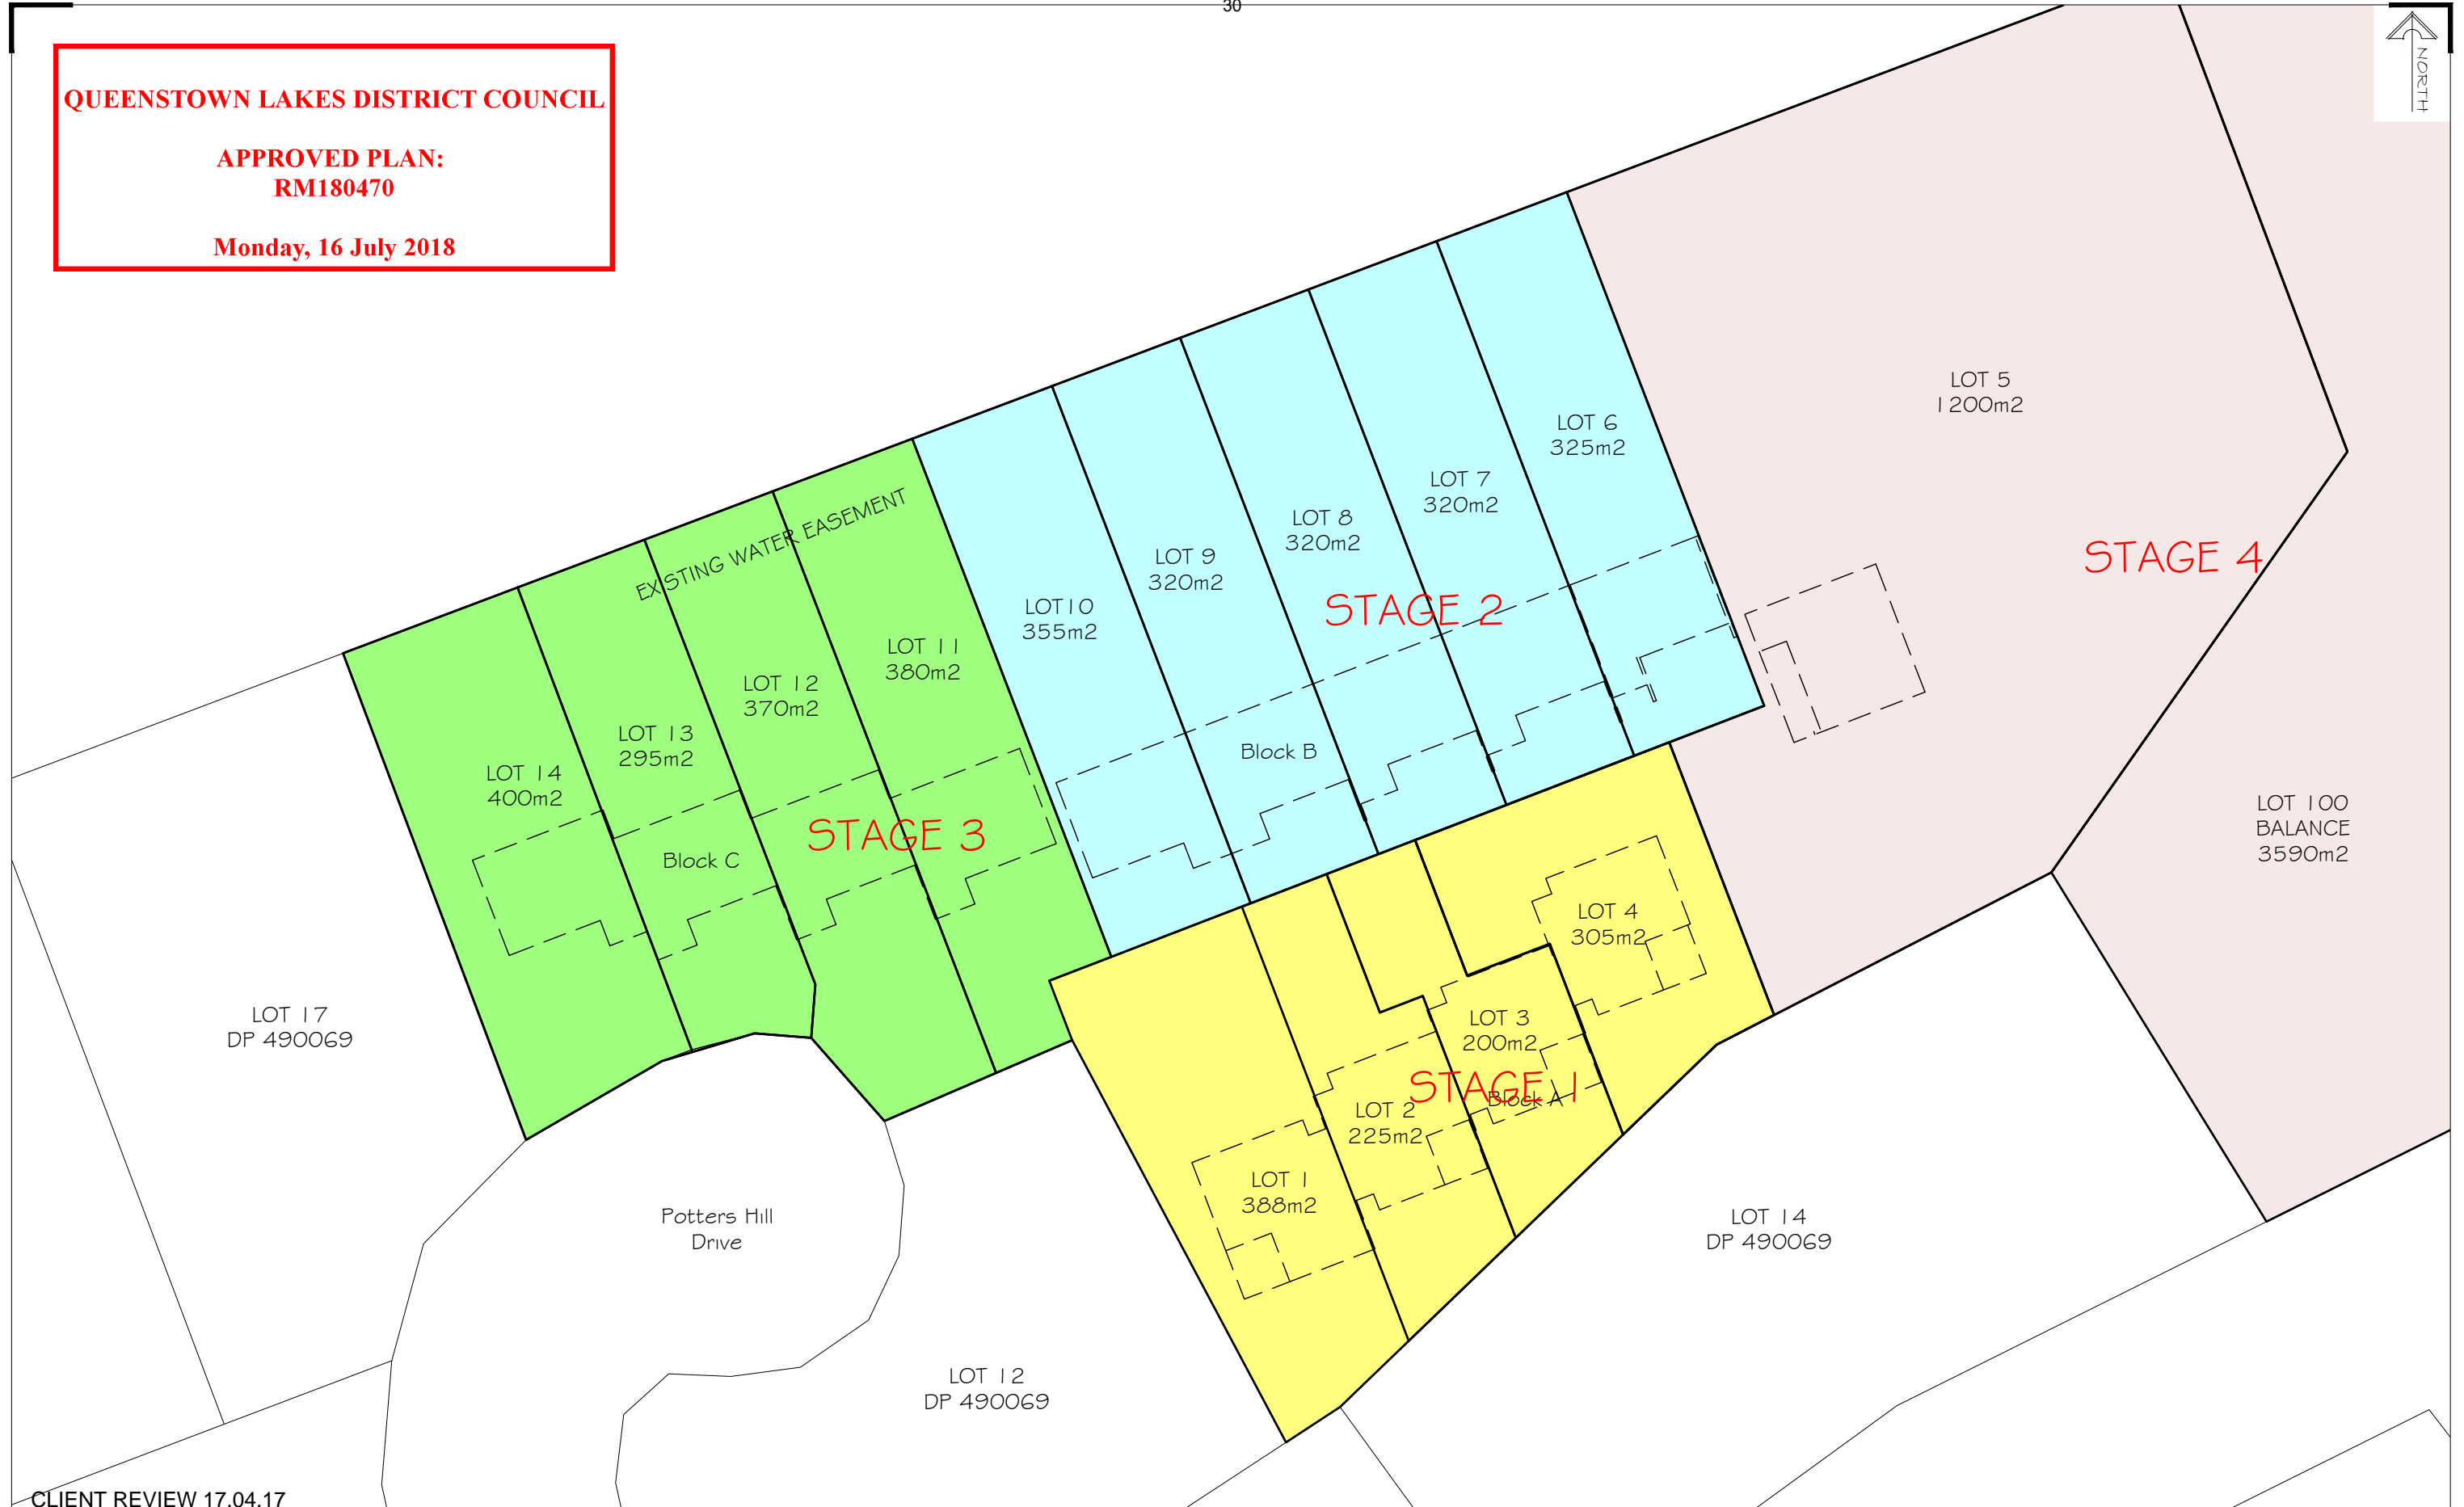 30
NORTH
QUEENSTOWN LAKES DISTRICT COUNCIL
APPROVED PLAN:
RM180470
Monday, 16 July 2018
LOT 5
1200m2
LOT 6
325m2
LOT 7
320m2
LOT 8
320m2
LOT 9
320m2
LOT10
355m2
STAGE 2
STAGE 4
EXISTING WATER EASEMENT
LOT 11
380m2
LOT 12
370m2
LOT 13
295m2
LOT 14
400m2
Block B
STAGE 3
Block C
LOT 100
BALANCE
3590m2
LOT 4
305m2
LOT 3
200m2
STAGE 1
Block A
LOT 2
225m2
LOT 1
388m2
LOT 17
DP 490069
Potters Hill
Drive
LOT 14
DP 490069
LOT 12
DP 490069
CLIENT REVIEW 17.04.17